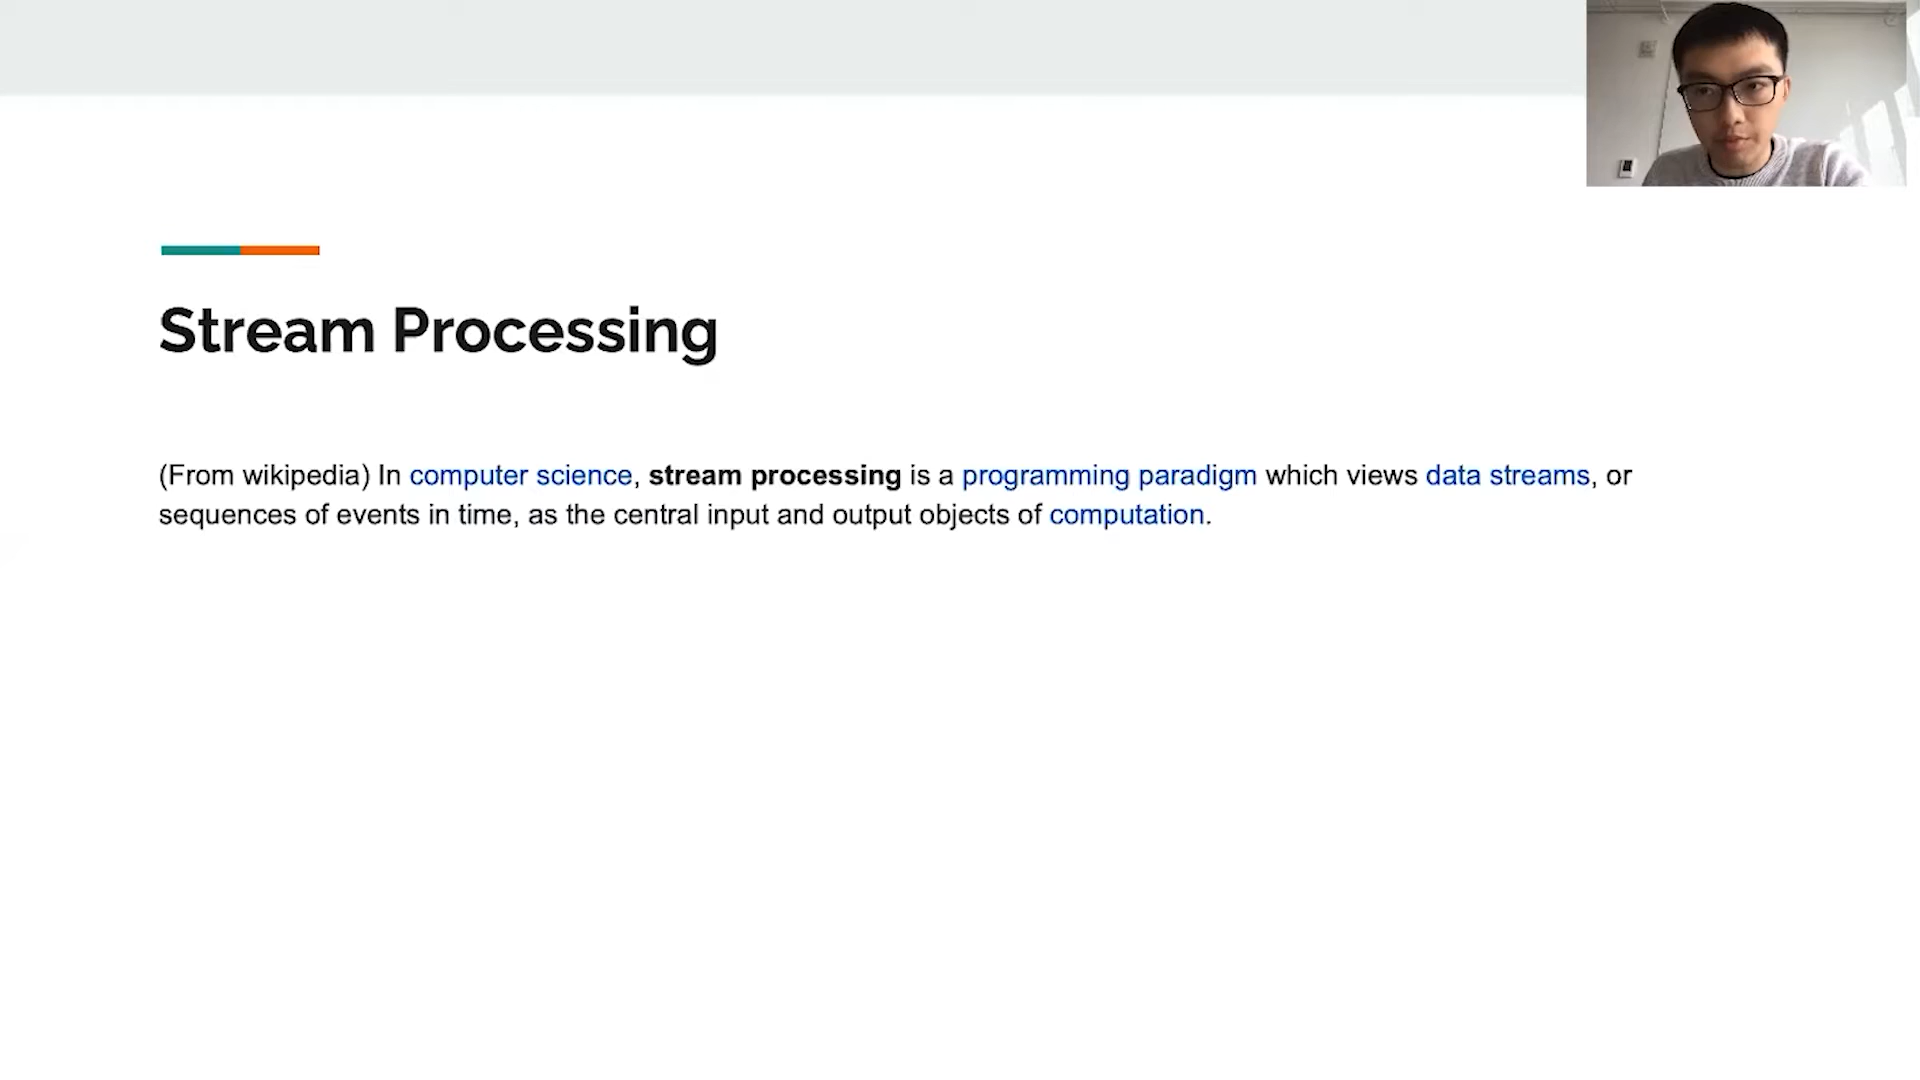 Stream Processing
(From wikipedia) In computer science, stream processing is a programming paradigm which views data streams, or
sequences of events in time, as the central input and output objects of computation.